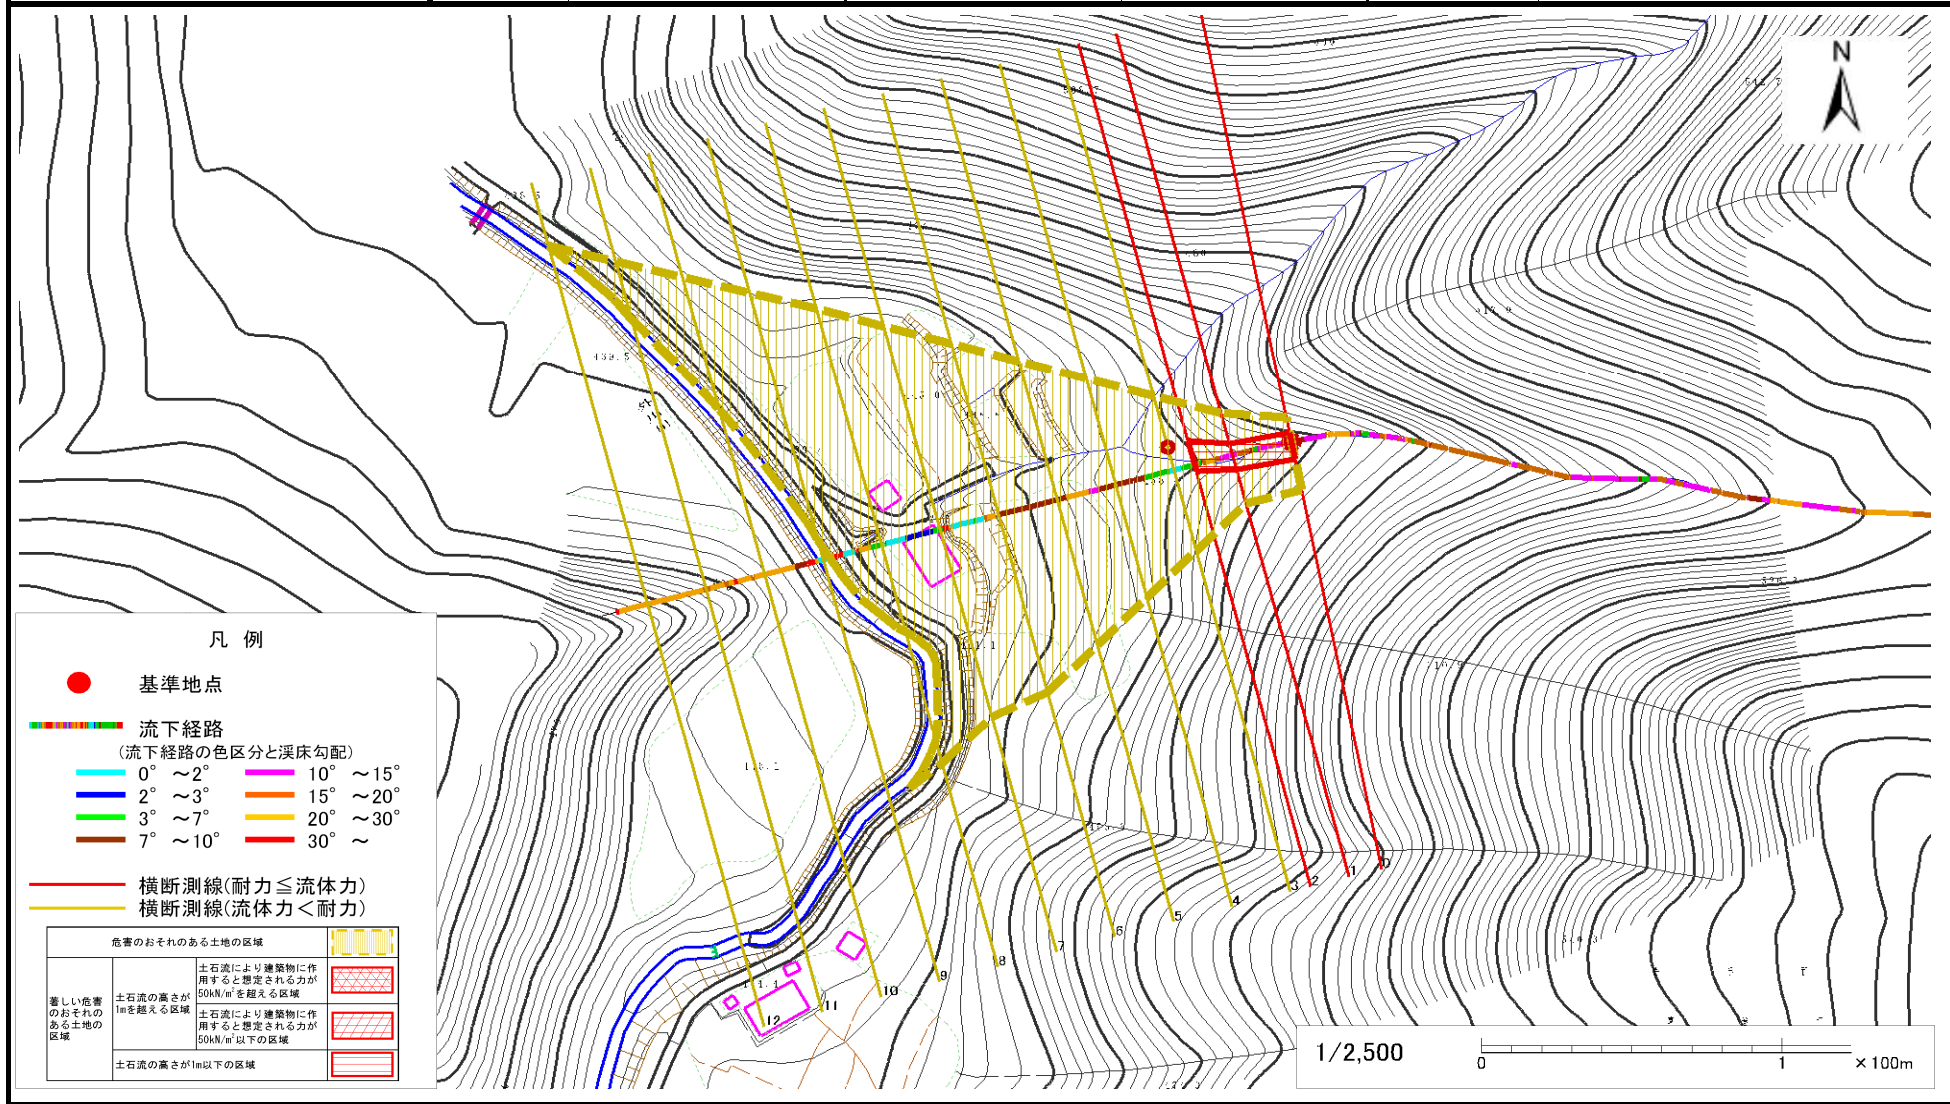 N
439.5
0
1
2
3
4
5
6
7
8
9
10
11
12
凡 例
基準地点
流下経路
(流下経路の色区分と渓床勾配)
0° ～2° 10° ～15°
2° ～3° 15° ～20°
3° ～7° 20° ～30°
7° ～10° 30° ～
横断測線(耐力≦流体力)
横断測線(流体力＜耐力)
危害のおそれのある土地の区域
著しい危害
のおそれの
ある土地の
区域
土石流の高さが
1mを越える区域
土石流により建築物に作
用すると想定される力が
50kN/㎡を超える区域
土石流により建築物に作
用すると想定される力が
50kN/㎡以下の区域
土石流の高さが1m以下の区域
1/2,500
0 1 ×100m